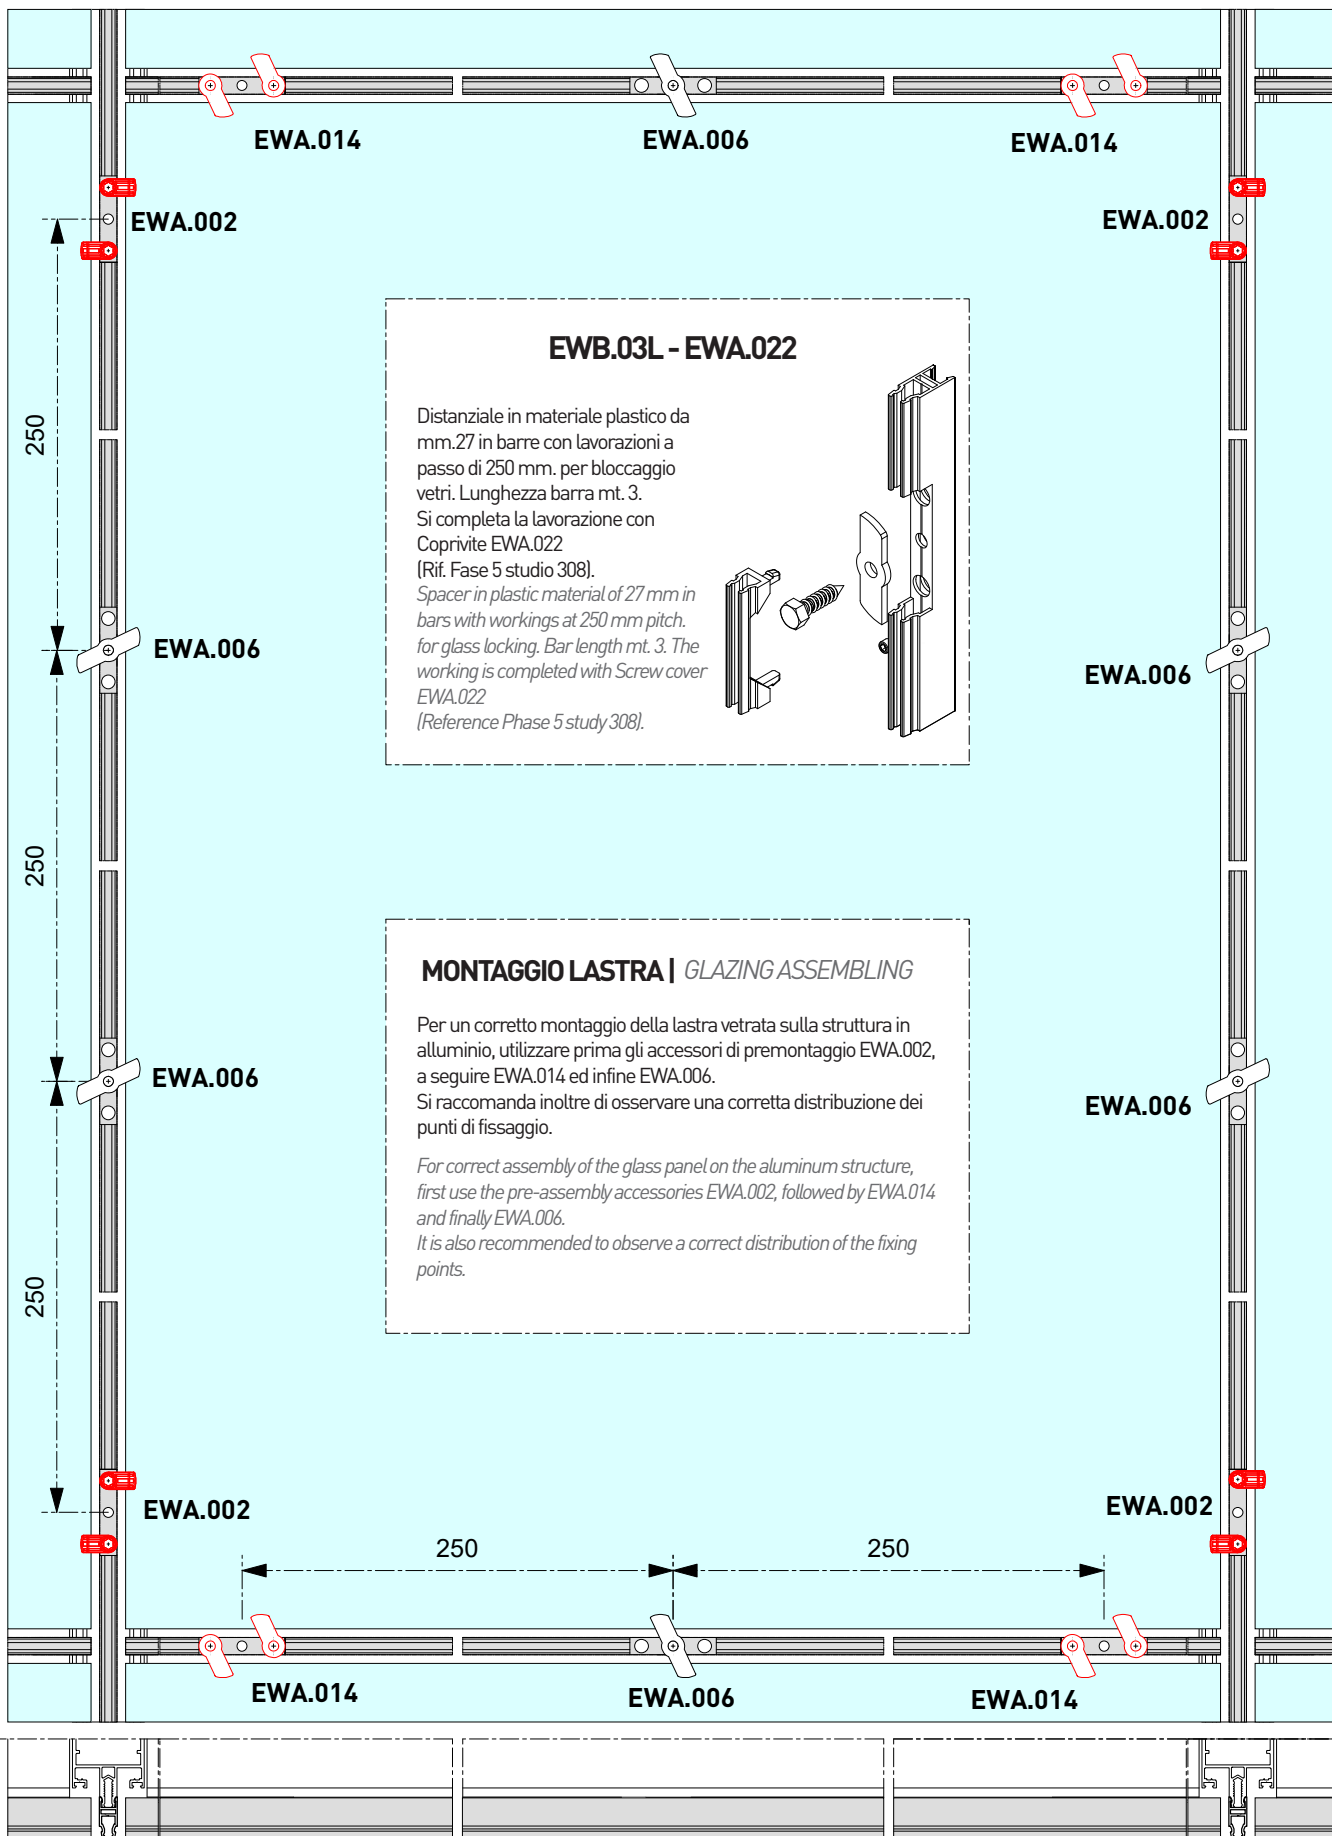 EWA.014
EWA.006
EWA.014
EWA.002
EWA.002
EWB.03L - EWA.022
Distanziale in materiale plastico da
mm.27 in barre con lavorazioni a
passo di 250 mm. per bloccaggio
vetri. Lunghezza barra mt. 3.
Si completa la lavorazione con
Coprivite EWA.022
(Rif. Fase 5 studio 308).
Spacer in plastic material of 27 mm in
bars with workings at 250 mm pitch.
for glass locking. Bar length mt. 3. The
working is completed with Screw cover
EWA.022
(Reference Phase 5 study 308).
250
EWA.006
EWA.006
250
MONTAGGIO LASTRA | GLAZING ASSEMBLING
Per un corretto montaggio della lastra vetrata sulla struttura in
alluminio, utilizzare prima gli accessori di premontaggio EWA.002,
a seguire EWA.014 ed infine EWA.006.
Si raccomanda inoltre di osservare una corretta distribuzione dei
punti di fissaggio.
For correct assembly of the glass panel on the aluminum structure,
first use the pre-assembly accessories EWA.002, followed by EWA.014
and finally EWA.006.
It is also recommended to observe a correct distribution of the fixing
points.
EWA.006
EWA.006
250
EWA.002
EWA.002
250
250
EWA.014
EWA.006
EWA.014